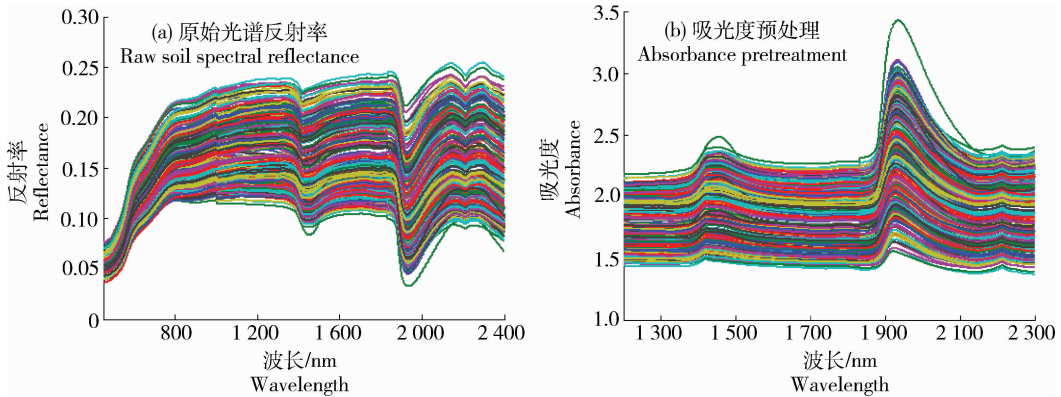 (a) 原始光谱反射率
Raw soil spectral reflectance
反射率
Reflectance
0.30
0.25
0.20
0.15
0.10
0.05
0
800
1 200
1 600
2 000
2 400
波长/nm
Wavelength
(b) 吸光度预处理
Absorbance pretreatment
吸光度
Absorbance
3.5
3.0
2.5
2.0
1.5
1.0
1 300
1 500
1 700
1 900
2 100
2 300
波长/nm
Wavelength